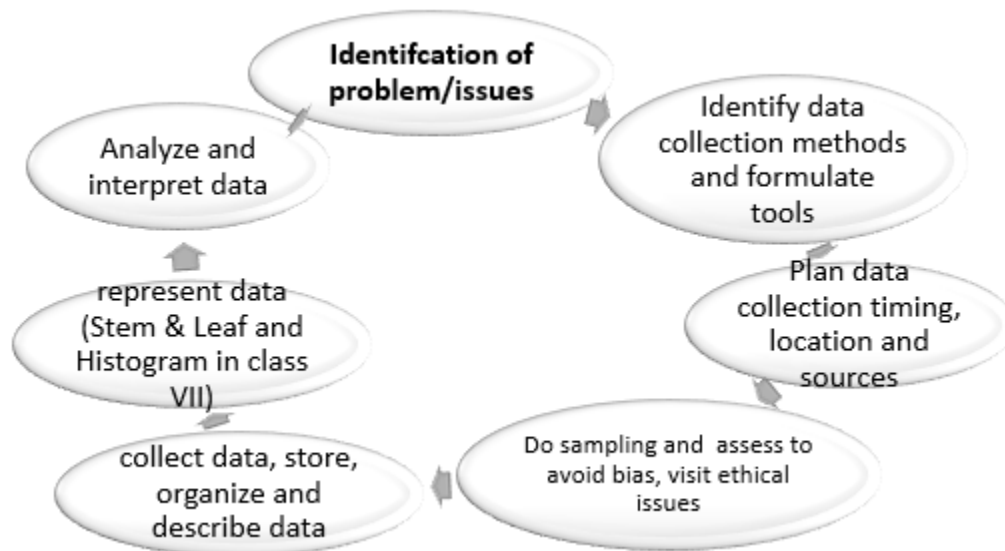 Identifcation of
problem/issues
Identify data
collection methods
and formulate
tools
Plan data
collection timing,
location and
sources
Do sampling and  assess to
avoid bias, visit ethical
issues
collect data, store,
organize and
describe data
represent data
(Stem & Leaf and
Histogram in class
VII)
Analyze and
interpret data